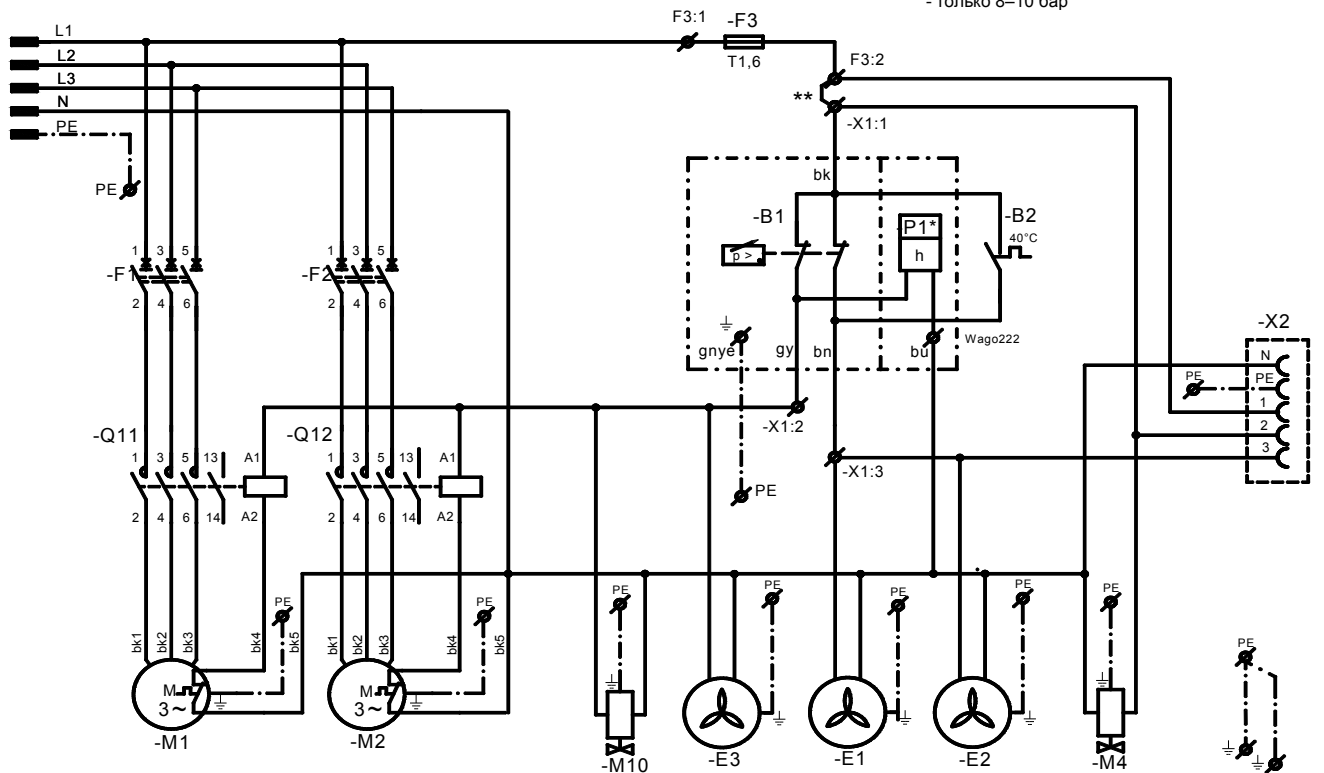 - только 8–10 бар
L1
F3:1
-F3
L2
T1,6
F3:2
L3
**
N
-X1:1
PE
PE
bk
-B1
-P1*
-B2
40°C
1 3 5
1 3 5
p >
h
-F1
-F2
2 4 6
2 4 6
-X2
Wago222
gnye
gy
bn
bu
N
PE
PE
1
-X1:2
2
-Q11
-Q12
3
1 3 5 13 A1
1 3 5 13 A1
-X1:3
PE
2 4 6 14 A2
2 4 6 14 A2
PE
PE
PE
PE
PE
PE
PE
bk1
bk2
bk3
bk4
bk5
bk1
bk2
bk3
bk4
bk5
PE
M
3~
M
3~
-M1
-M2
-M10
-E3
-E1
-E2
-M4